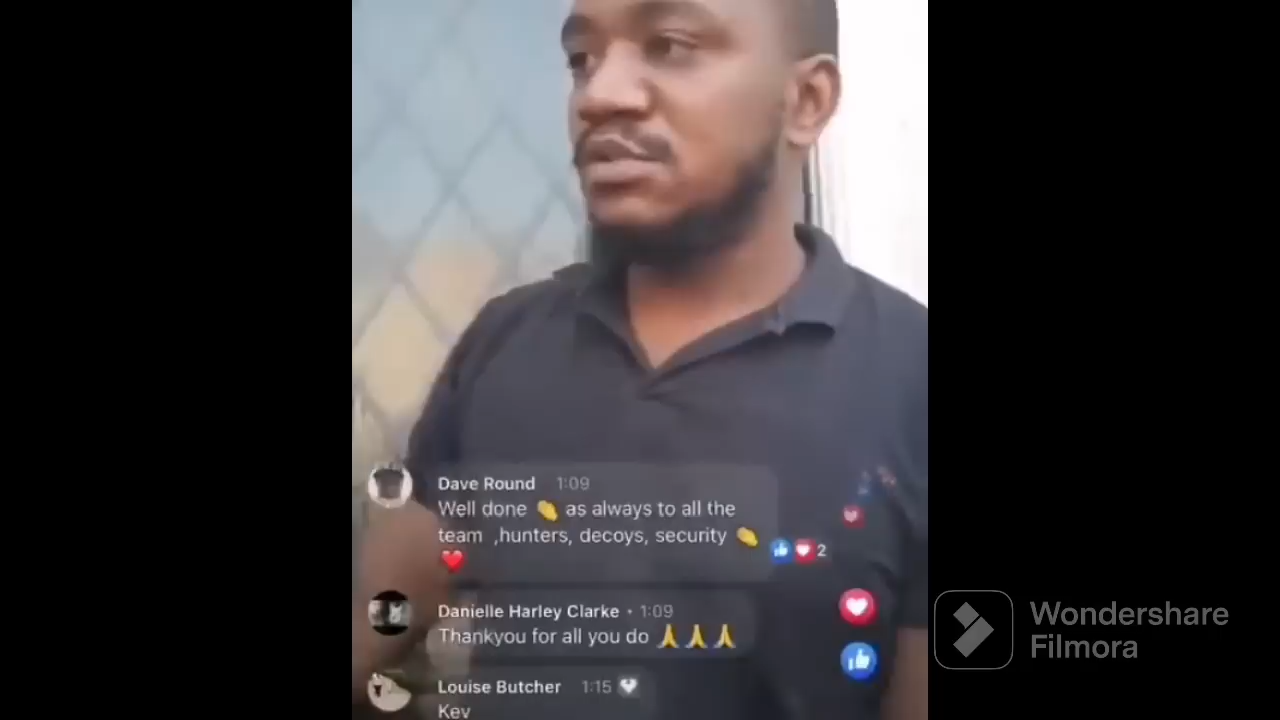 Dave Round 1:09
Well done 👏 as always to all the
team ,hunters, decoys, security 👏
❤️
2
Danielle Harley Clarke • 1:09
Thankyou for all you do 🙏🙏🙏
Louise Butcher 1:15
Kev
Wondershare
Filmora